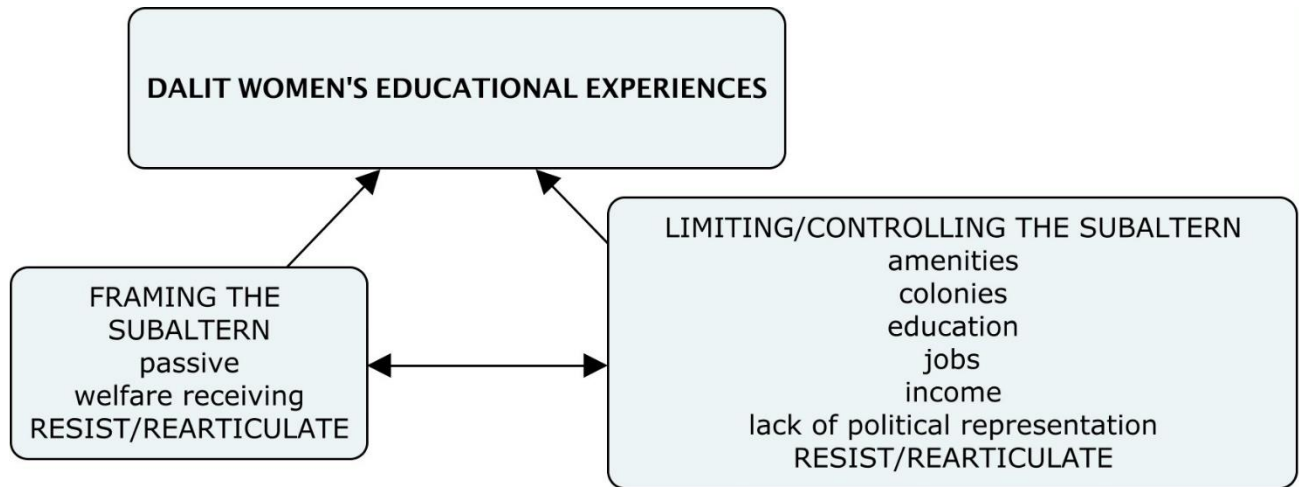 DALIT WOMEN'S EDUCATIONAL EXPERIENCES
FRAMING THE
SUBALTERN
passive
welfare receiving
RESIST/REARTICULATE
LIMITING/CONTROLLING THE SUBALTERN
amenities
colonies
education
jobs
income
lack of political representation
RESIST/REARTICULATE